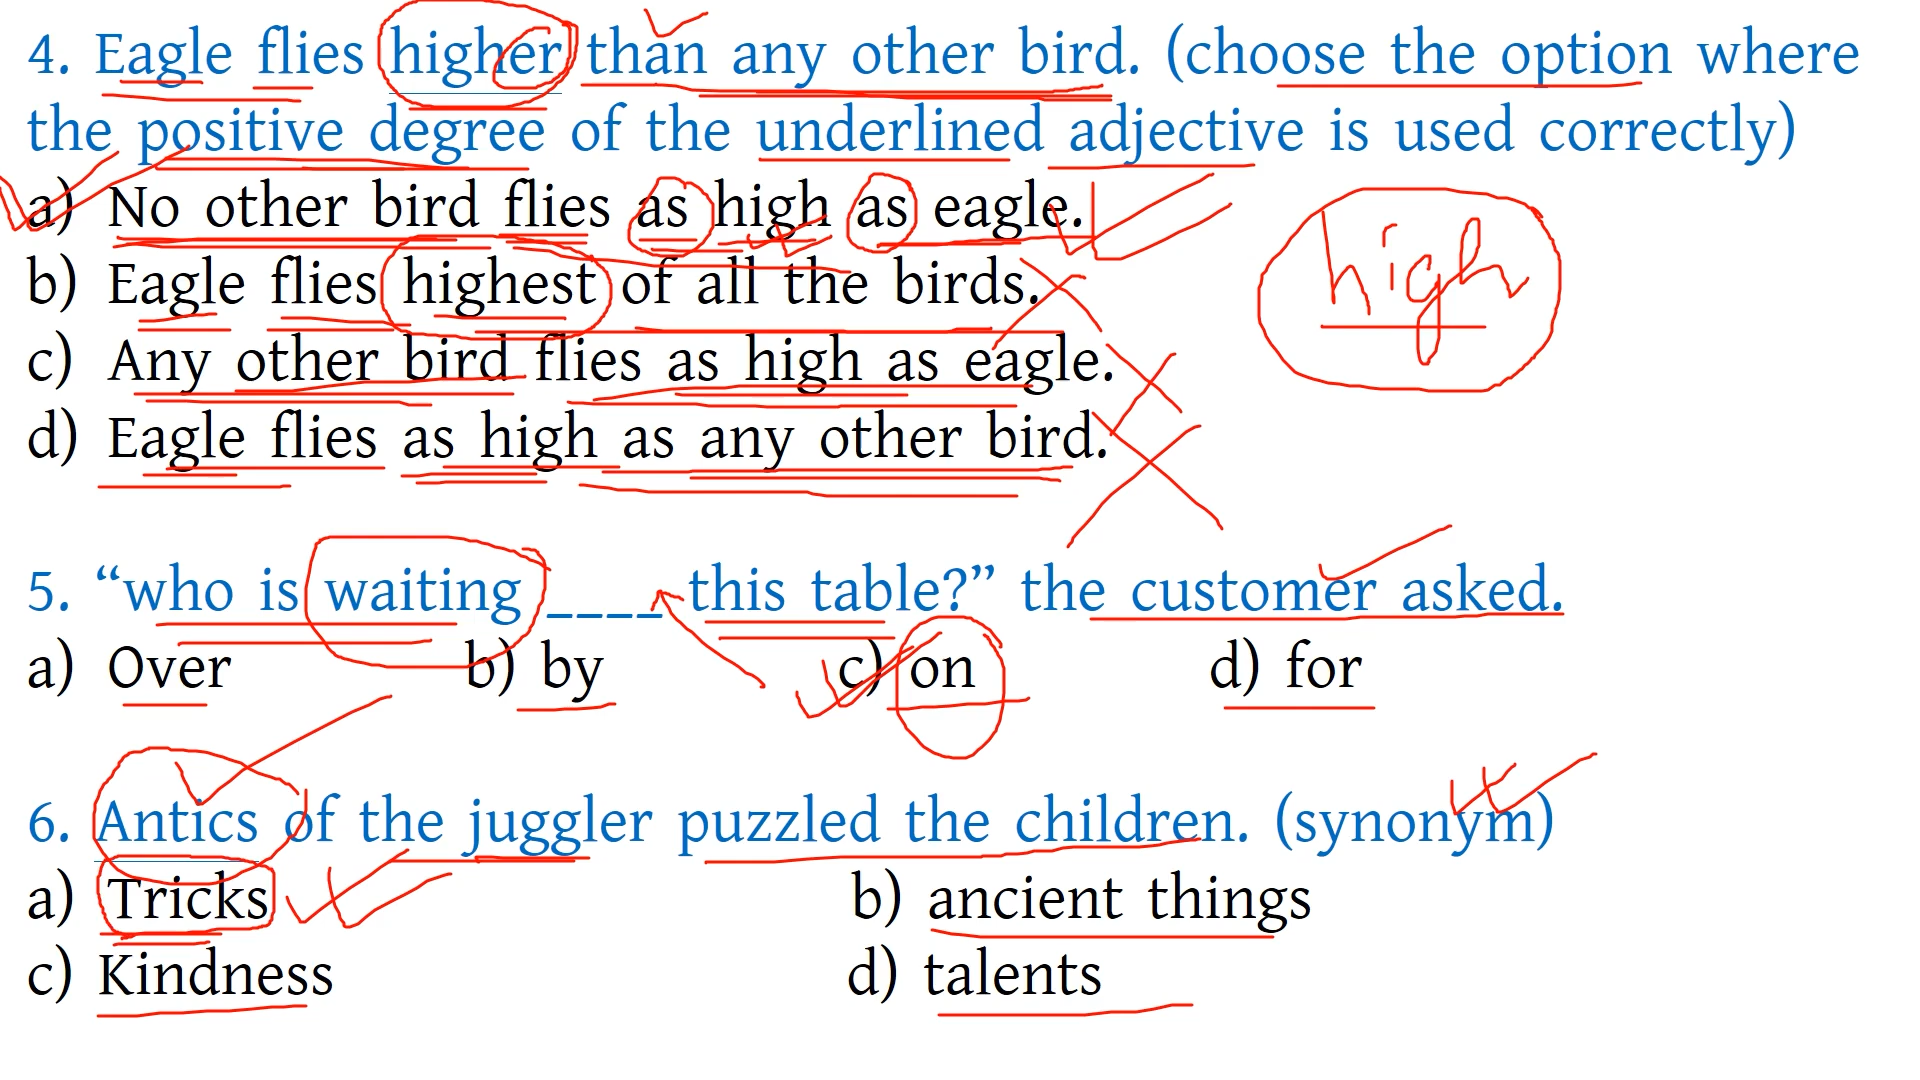 4. Eagle flies higher than any other bird. (choose the option where
the positive degree of the underlined adjective is used correctly)
a) No other bird flies as high as eagle.
b) Eagle flies highest of all the birds.
high
c) Any other bird flies as high as eagle.
d) Eagle flies as high as any other bird.
5. “who is waiting ____ this table?” the customer asked.
a) Over b) by c) on d) for
6. Antics of the juggler puzzled the children. (synonym)
a) Tricks b) ancient things
c) Kindness d) talents